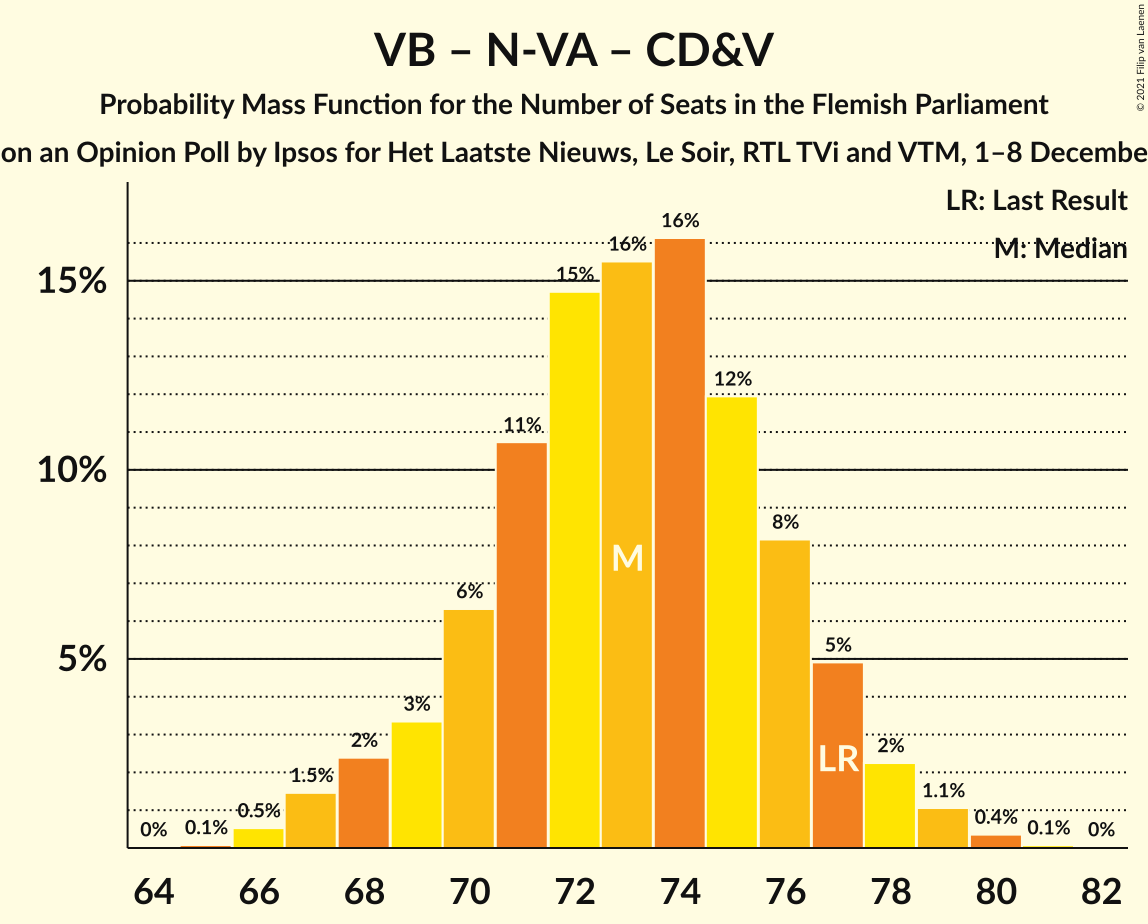 VB – N-VA – CD&V
Probability Mass Function for the Number of Seats in the Flemish Parliament
on an Opinion Poll by Ipsos for Het Laatste Nieuws, Le Soir, RTL TVi and VTM, 1–8 Decembe
© 2021 Filip van Laenen
LR: Last Result
M: Median
16%
16%
15%
15%
12%
11%
10%
8%
M
6%
5%
5%
3%
2%
2%
LR
1.5%
1.1%
0.5%
0.4%
0%
0.1%
0.1%
0%
64 66 68 70 72 74 76 78 80 82